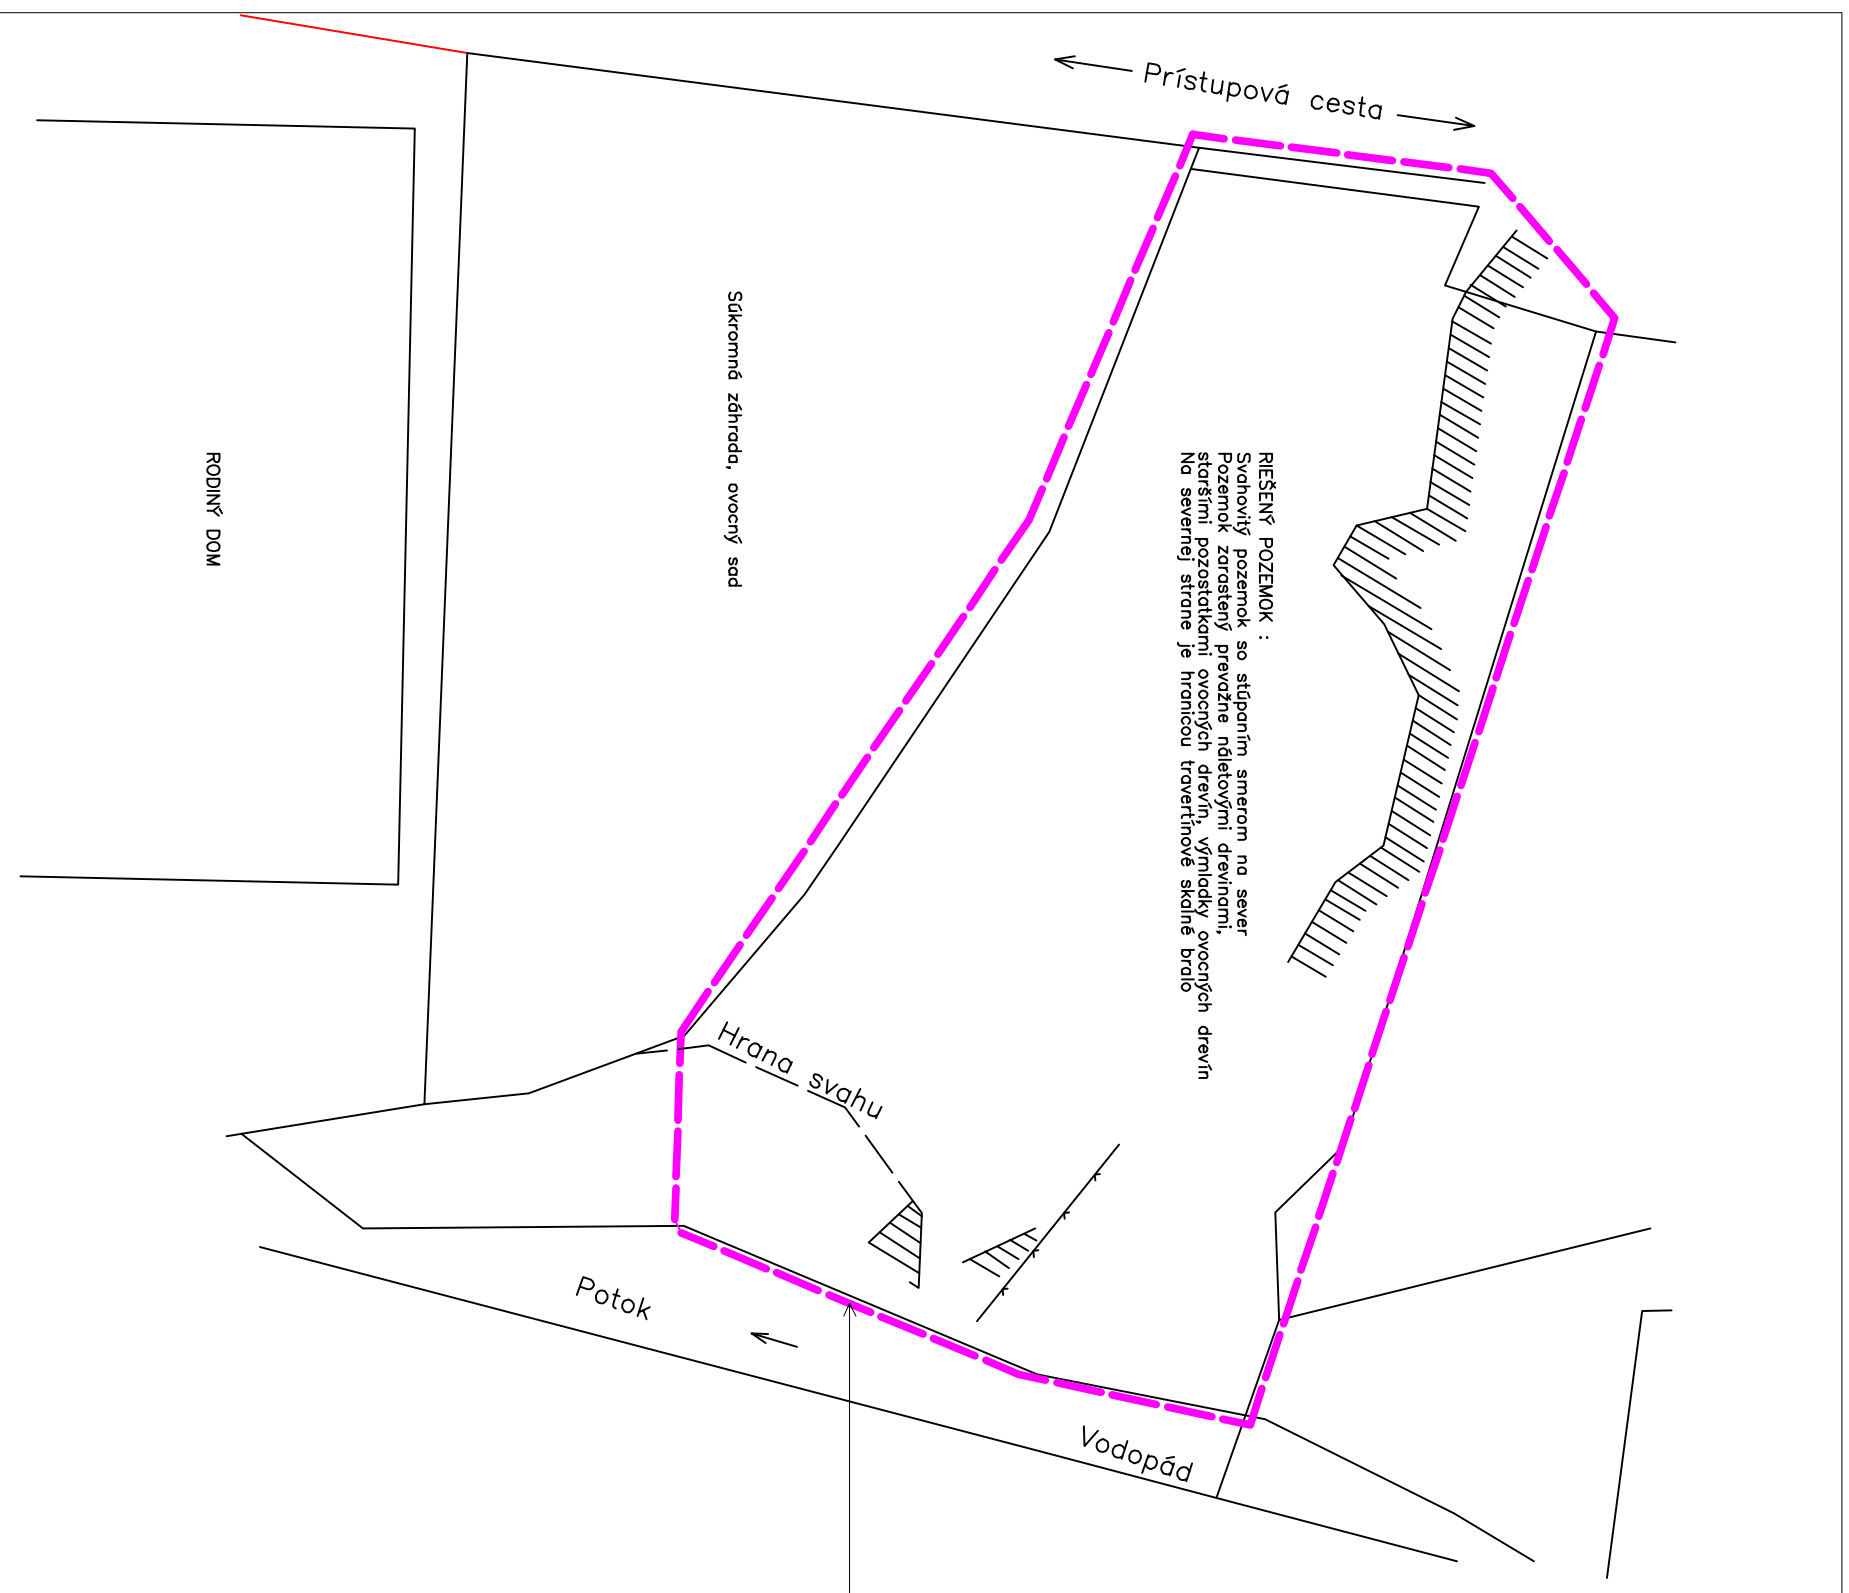 Prístupová cesta
RODINÝ DOM
Súkromná záhrada, ovocný sad
RIEŠENÝ POZEMOK :
Svahovitý pozemok so stúpaním smerom na sever
Pozemok zarastený prevažne náletovými drevinami,
staršími pozostatkami ovocných drevín, výmladky ovocných drevín
Na severnej strane je hranicou travertínové skalné bralo
Hrana svahu
Potok
Vodopád